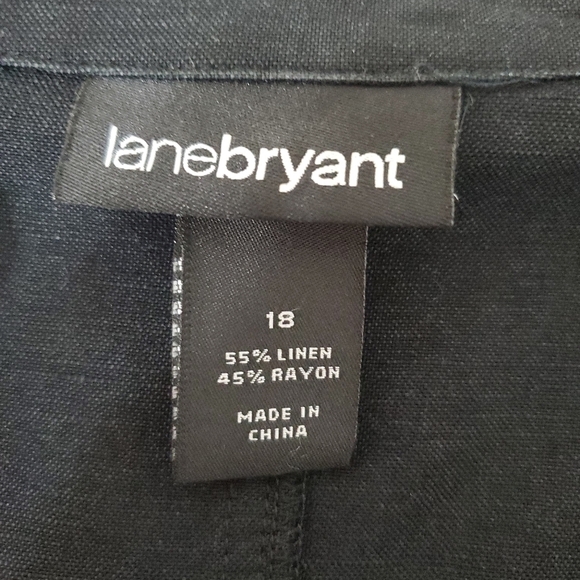 lanebryant
18
55% LINEN
45% RAYON
MADE IN
CHINA